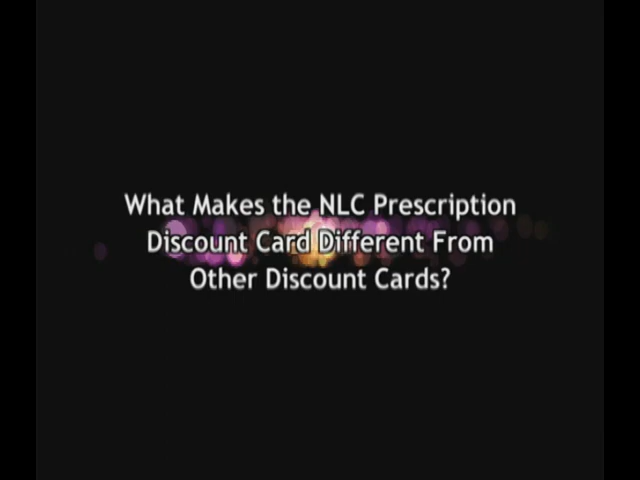 What Makes the NLC Prescription
Discount Card Different From
Other Discount Cards?